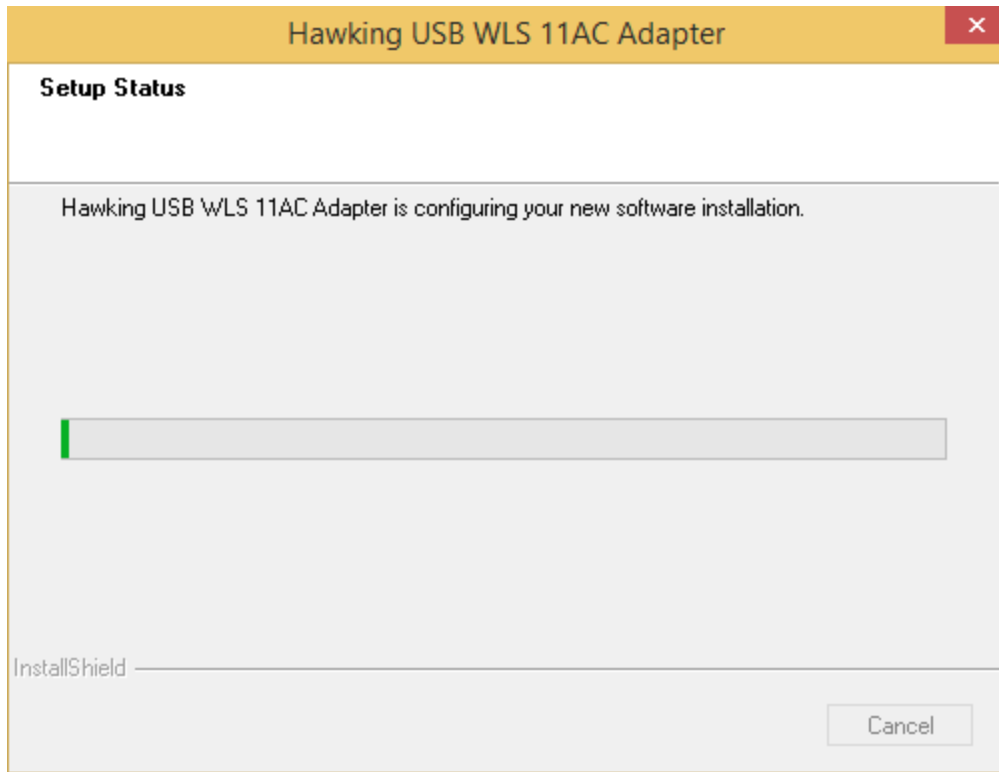 Hawking USB WLS 11AC Adapter
Setup Status
Hawking USB WLS 11AC Adapter is configuring your new software installation.
InstallShield
Cancel